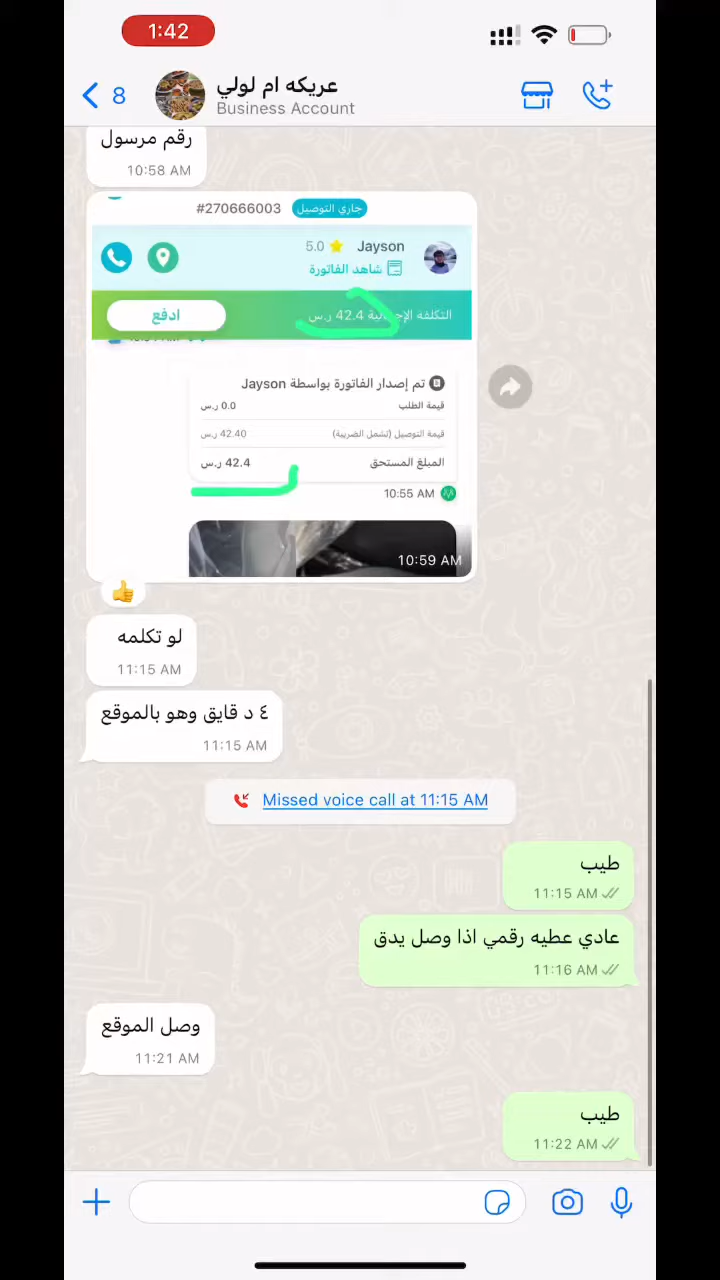 1:42
8
عريكه ام لولي
Business Account
رقم مرسول
10:58 AM
#270666003
جاري التوصيل
5.0
Jayson
شاهد الفاتورة
التكلفة الإجمالية 42.4 ر.س
ادفع
تم إصدار الفاتورة بواسطة Jayson
قيمة الطلب 0.0 ر.س
قيمة التوصيل (تشمل الضريبة) 42.40 ر.س
المبلغ المستحق 42.4 ر.س
10:55 AM
10:59 AM
لو تكلمه
11:15 AM
٤ د قايق وهو بالموقع
11:15 AM
Missed voice call at 11:15 AM
طيب
11:15 AM
عادي عطيه رقمي اذا وصل يدق
11:16 AM
وصل الموقع
11:21 AM
طيب
11:22 AM